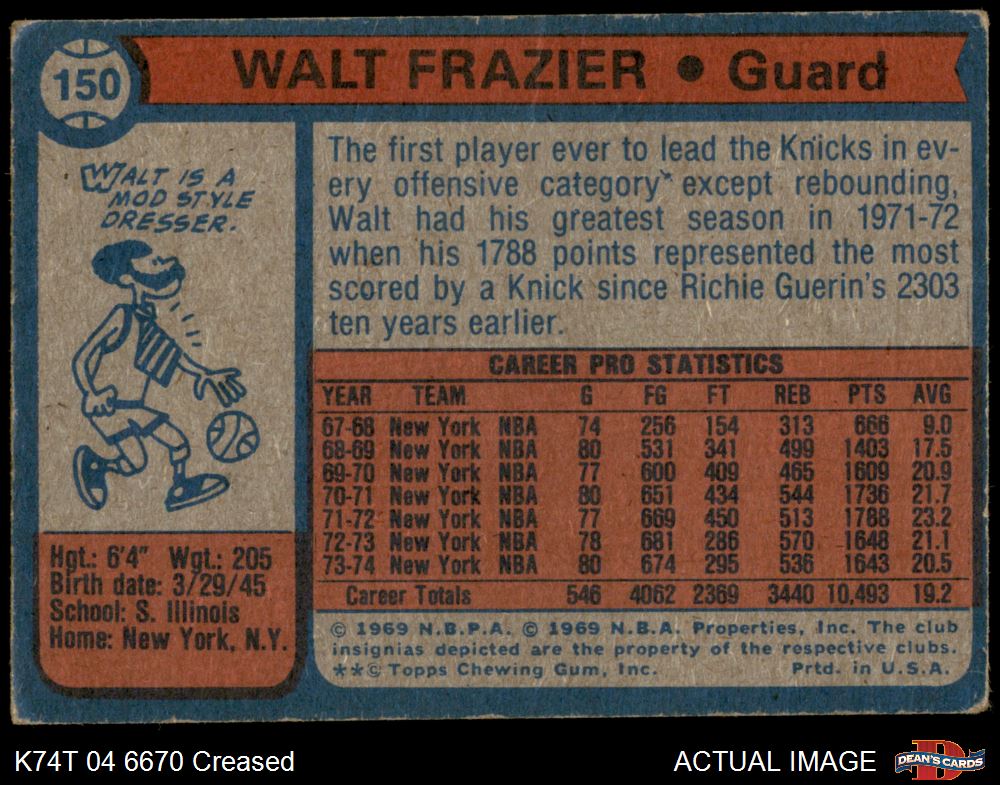 150
WALT FRAZIER • Guard
WALT IS A
MOD STYLE
DRESSER.
The first player ever to lead the Knicks in ev-
ery offensive category except rebounding,
Walt had his greatest season in 1971-72
when his 1788 points represented the most
scored by a Knick since Richie Guerin's 2303
ten years earlier.
CAREER PRO STATISTICS
YEAR TEAM G FG FT REB PTS AVG
67-68 New York NBA 74 256 154 313 666 9.0
68-69 New York NBA 80 531 341 499 1403 17.5
69-70 New York NBA 77 600 409 465 1609 20.9
70-71 New York NBA 80 651 434 544 1736 21.7
71-72 New York NBA 77 669 450 513 1788 23.2
72-73 New York NBA 78 681 286 570 1648 21.1
73-74 New York NBA 80 674 295 536 1643 20.5
Career Totals 546 4062 2369 3440 10,493 19.2
Hgt.: 6'4" Wgt.: 205
Birth date: 3/29/45
School: S. Illinois
Home: New York, N.Y.
© 1969 N.B.P.A. © 1969 N.B.A. Properties, Inc. The club
insignias depicted are the property of the respective clubs.
**© Topps Chewing Gum, Inc. Prtd. in U.S.A.
K74T 04 6670 Creased
ACTUAL IMAGE
D
DEAN'S CARDS